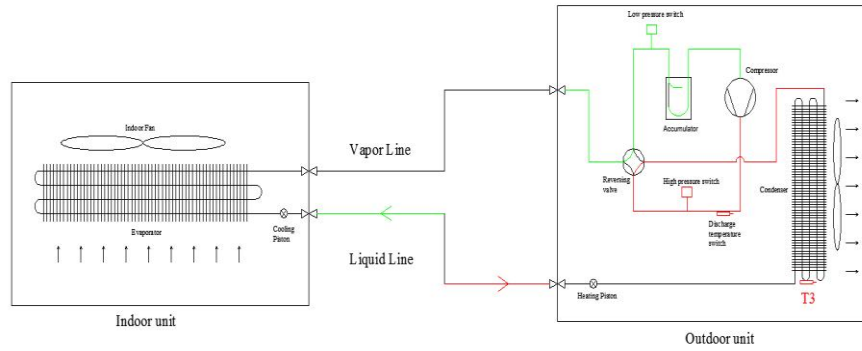 Low pressure switch
Compressor
Indoor Fan
Accumulator
Vapor Line
Reversing
valve
High pressure switch
Condenser
Evaporator
Cooling
Piston
Discharge
temperature
switch
Liquid Line
Heating Piston
T3
Indoor unit
Outdoor unit